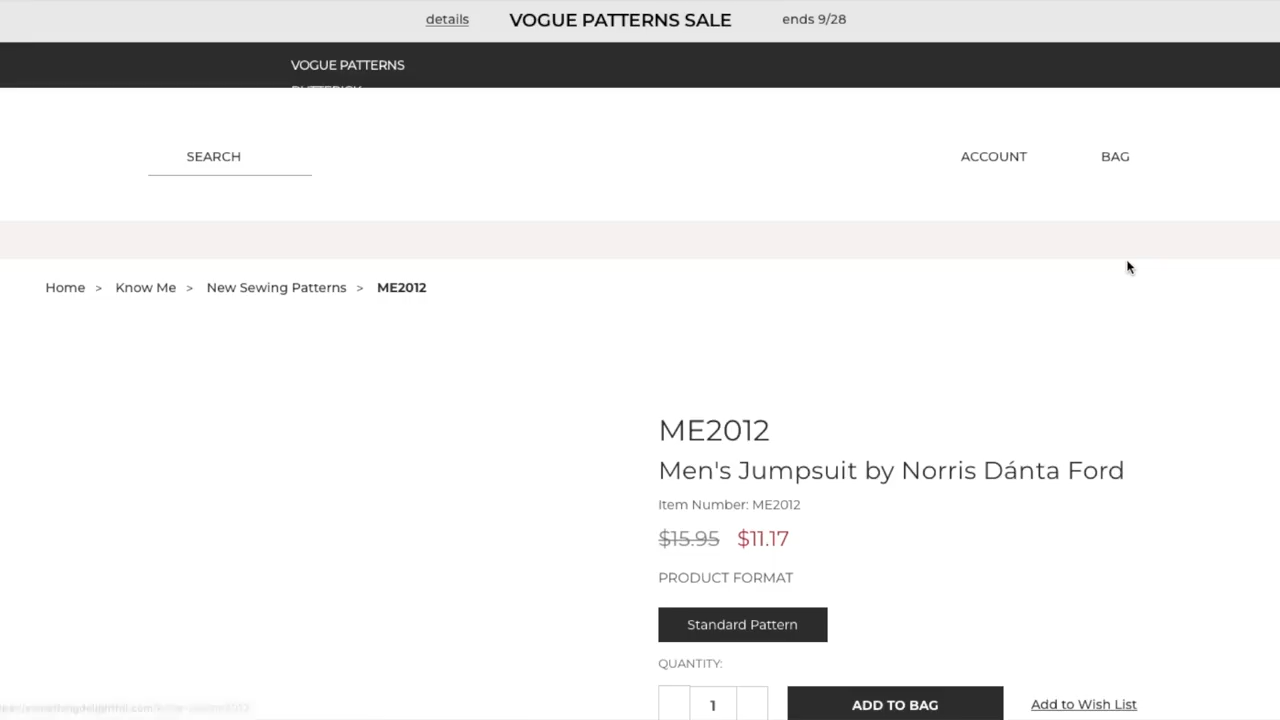 details VOGUE PATTERNS SALE ends 9/28
VOGUE PATTERNS
SEARCH ACCOUNT BAG
Home > Know Me > New Sewing Patterns > ME2012
ME2012
Men's Jumpsuit by Norris Dánta Ford
Item Number: ME2012
$15.95 $11.17
PRODUCT FORMAT
Standard Pattern
QUANTITY:
1 ADD TO BAG Add to Wish List